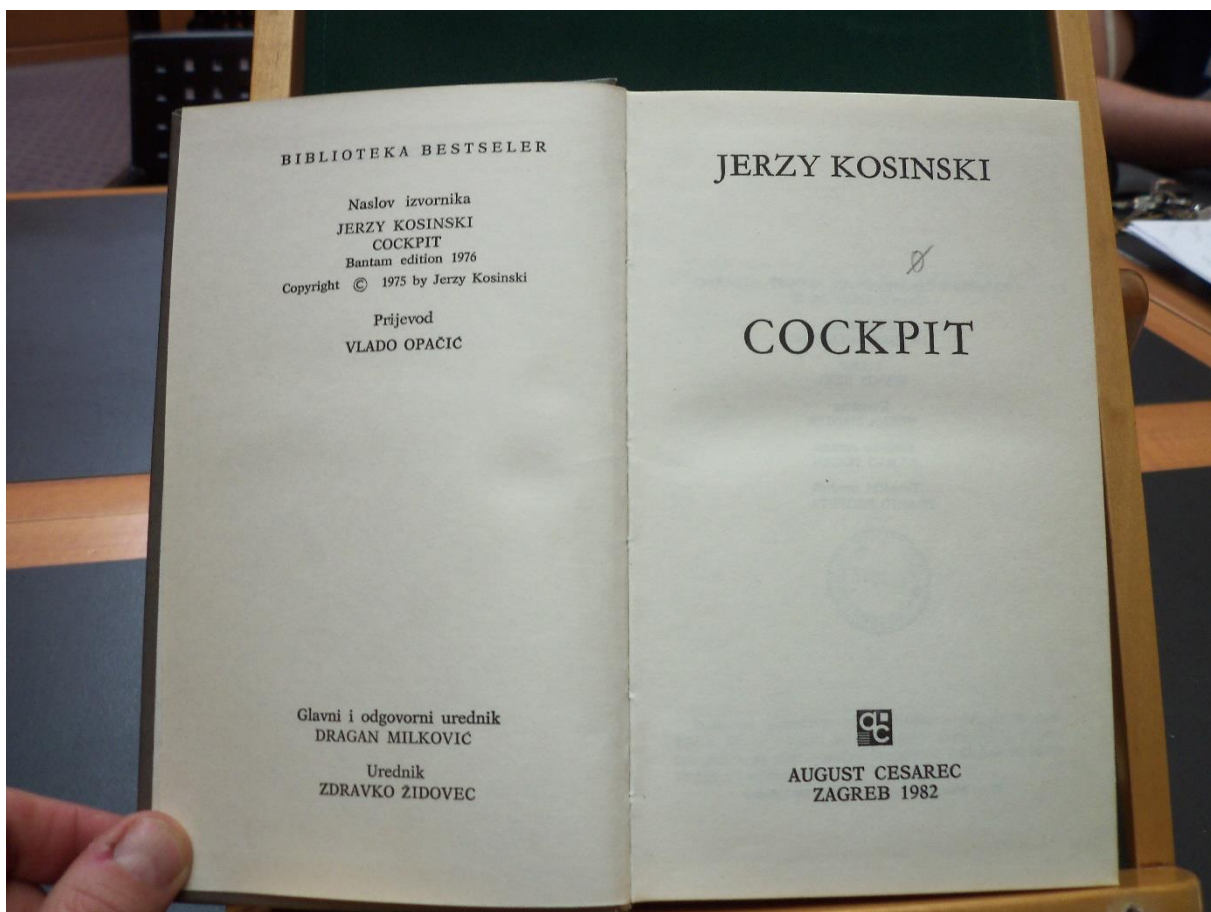 BIBLIOTEKA BESTSELER
Naslov izvornika
JERZY KOSINSKI
COCKPIT
Bantam edition 1976
Copyright © 1975 by Jerzy Kosinski
Prijevod
VLADO OPAČIĆ
Glavni i odgovorni urednik
DRAGAN MILKOVIĆ
Urednik
ZDRAVKO ŽIDOVEC
JERZY KOSINSKI
COCKPIT
AUGUST CESAREC
ZAGREB 1982